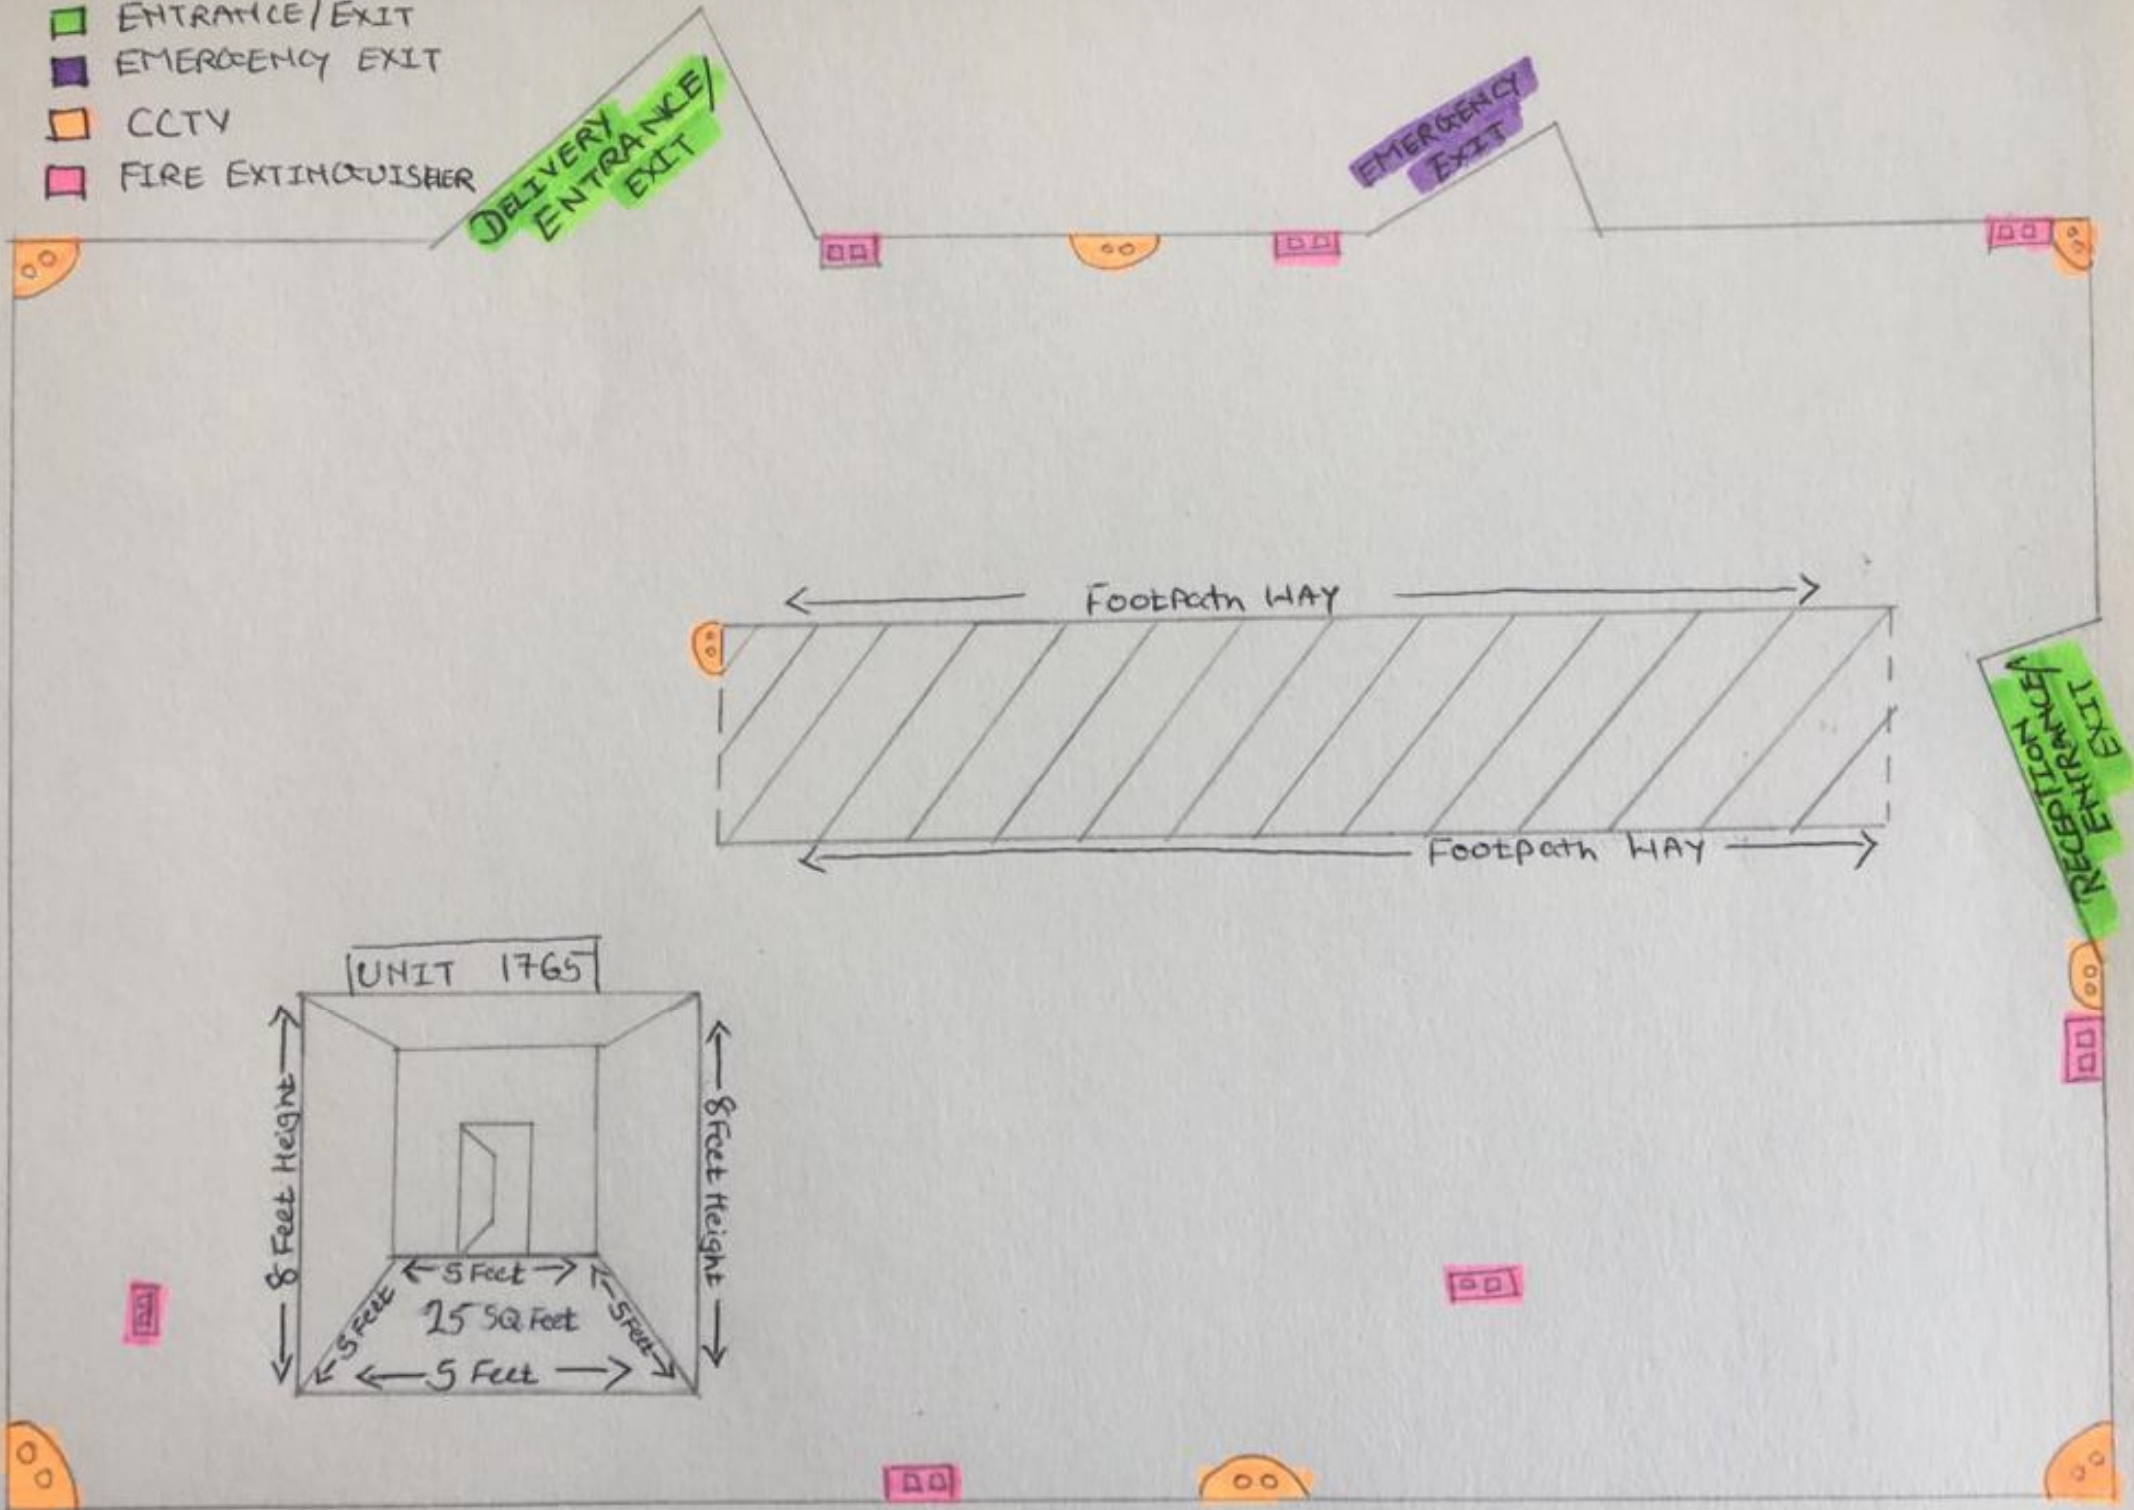 ENTRANCE/EXIT
EMERGENCY EXIT
CCTV
FIRE EXTINGUISHER
DELIVERY
ENTRANCE/
EXIT
EMERGENCY
EXIT
Footpath WAY
RECEPTION
ENTRANCE/
EXIT
Footpath WAY
UNIT 1765
8 Feet Height
8 Feet Height
5 Feet
5 Feet
25 SQ Feet
5 Feet
5 Feet